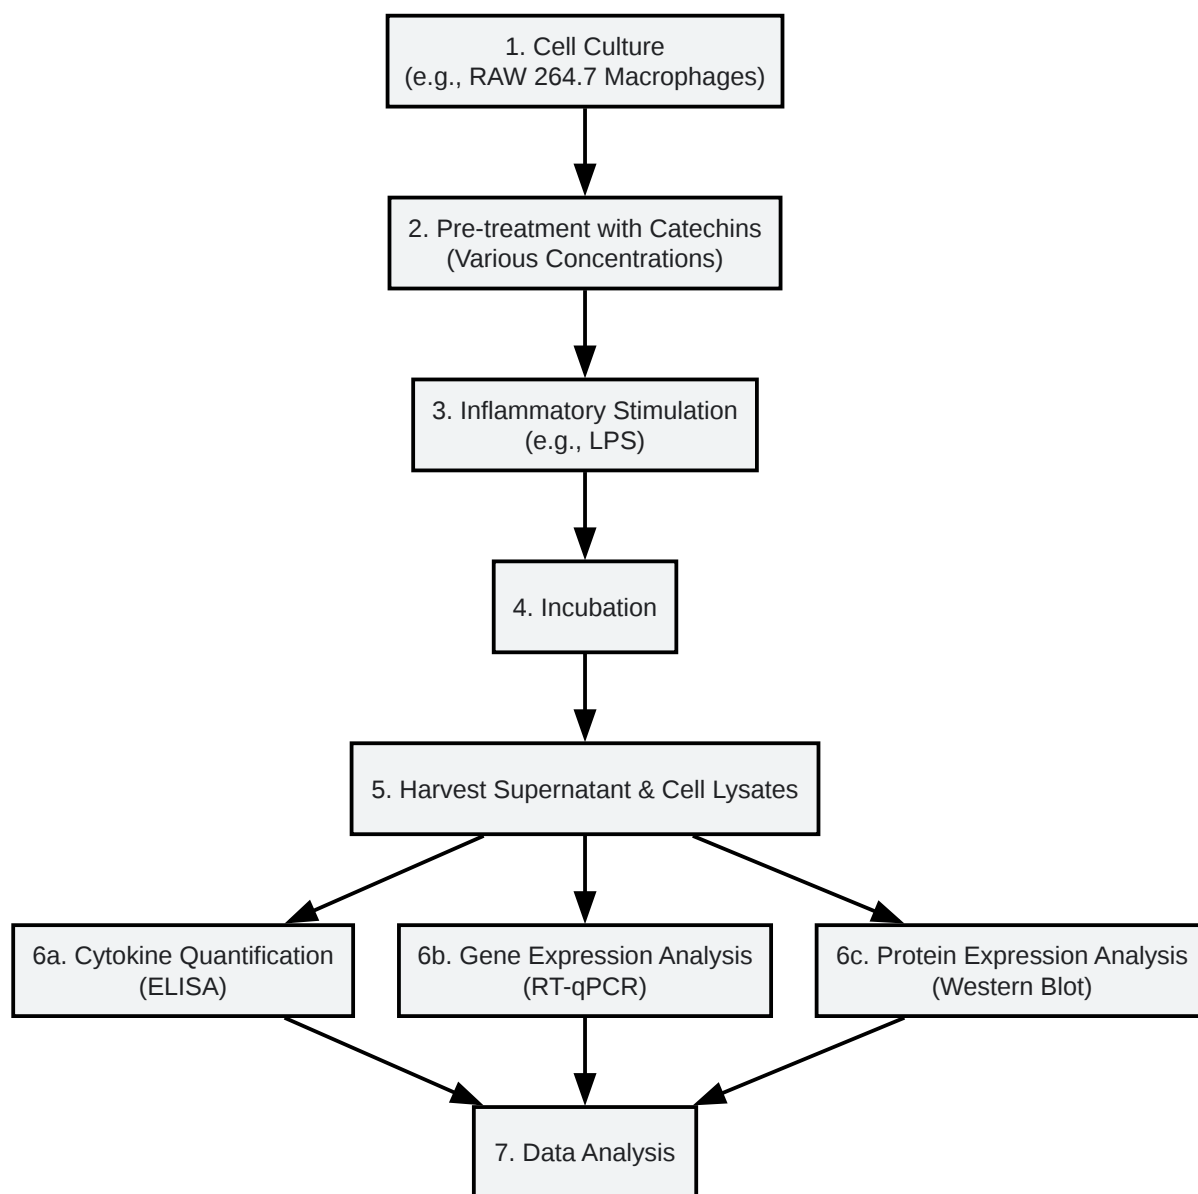 1. Cell Culture
(e.g., RAW 264.7 Macrophages)
2. Pre-treatment with Catechins
(Various Concentrations)
3. Inflammatory Stimulation
(e.g., LPS)
4. Incubation
5. Harvest Supernatant & Cell Lysates
6a. Cytokine Quantification
(ELISA)
6b. Gene Expression Analysis
(RT-qPCR)
6c. Protein Expression Analysis
(Western Blot)
7. Data Analysis